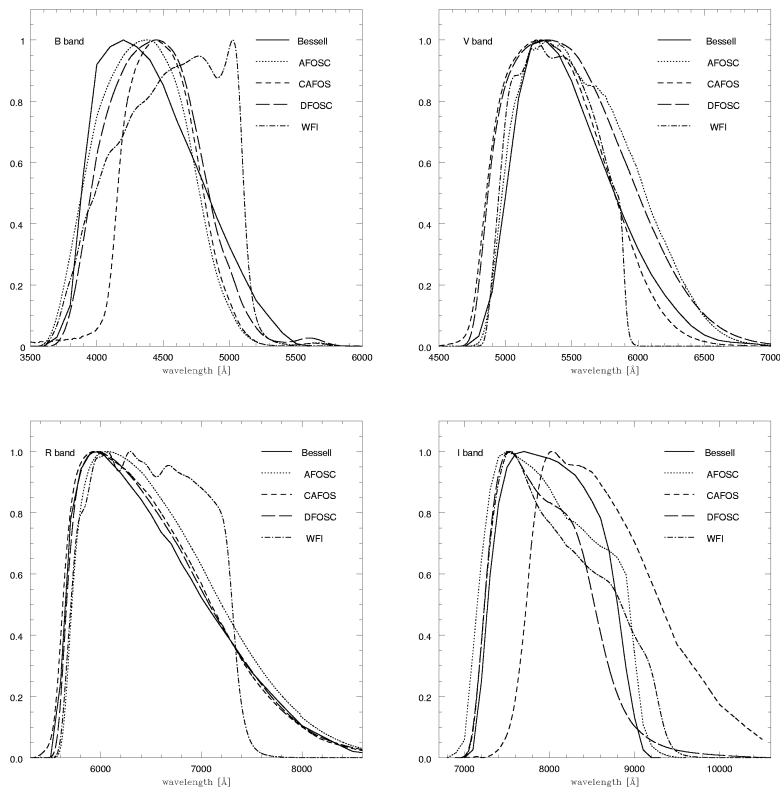 B band
Bessell
AFOSC
CAFOS
DFOSC
WFI
1
0.8
0.6
0.4
0.2
0.0
3500 4000 4500 5000 5500 6000
wavelength [Å]
V band
Bessell
AFOSC
CAFOS
DFOSC
WFI
1.0
0.8
0.6
0.4
0.2
0.0
4500 5000 5500 6000 6500 7000
wavelength [Å]
R band
Bessell
AFOSC
CAFOS
DFOSC
WFI
1.0
0.8
0.6
0.4
0.2
0.0
6000 7000 8000
wavelength [Å]
I band
Bessell
AFOSC
CAFOS
DFOSC
WFI
1.0
0.8
0.6
0.4
0.2
0.0
7000 8000 9000 10000
wavelength [Å]